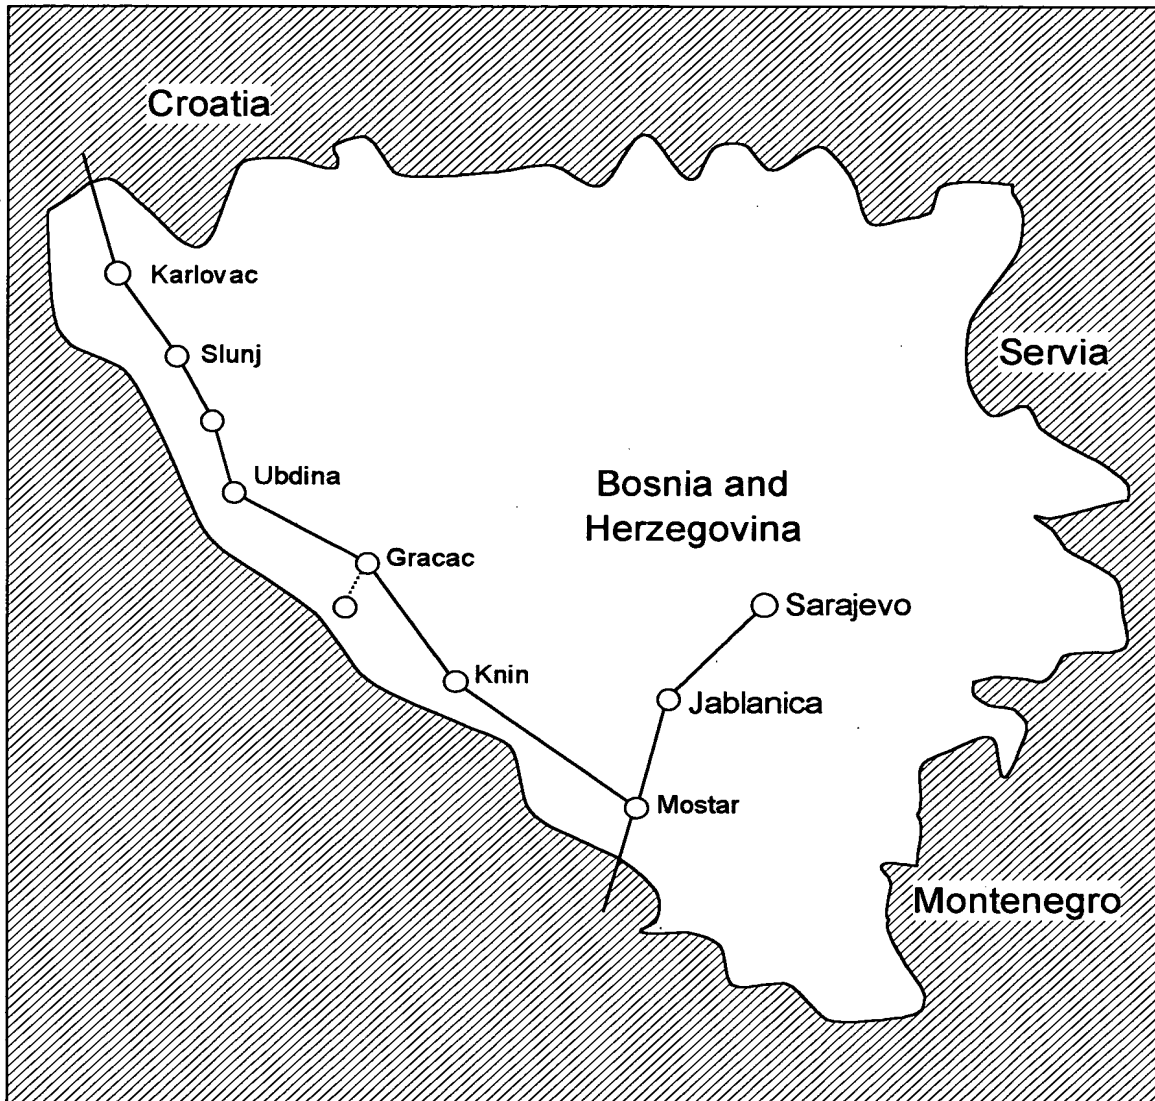 Croatia
Karlovac
Slunj
Servia
Ubdina
Bosnia and
Herzegovina
Gracac
Sarajevo
Knin
Jablanica
Mostar
Montenegro